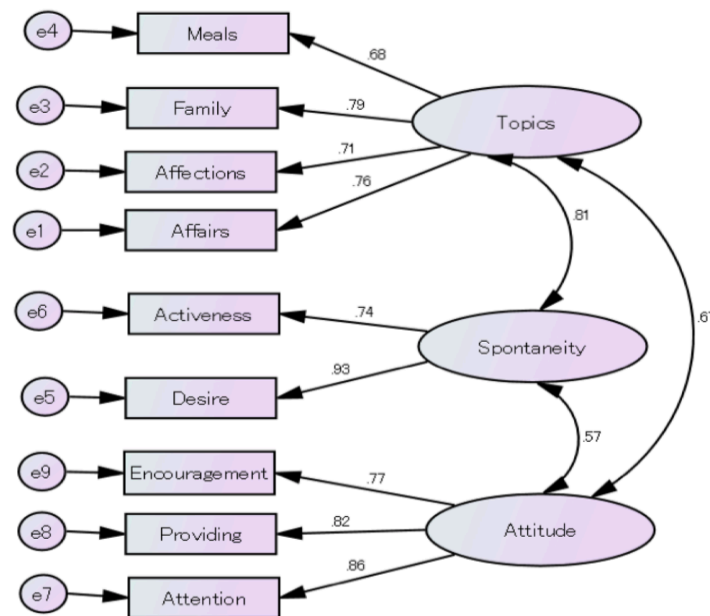 e4
Meals
.68
e3
Family
.79
Topics
e2
Affections
.71
e1
Affairs
.76
.81
e6
Activeness
.74
Spontaneity
e5
Desire
.93
.57
e9
Encouragement
.77
e8
Providing
.82
Attitude
e7
Attention
.86